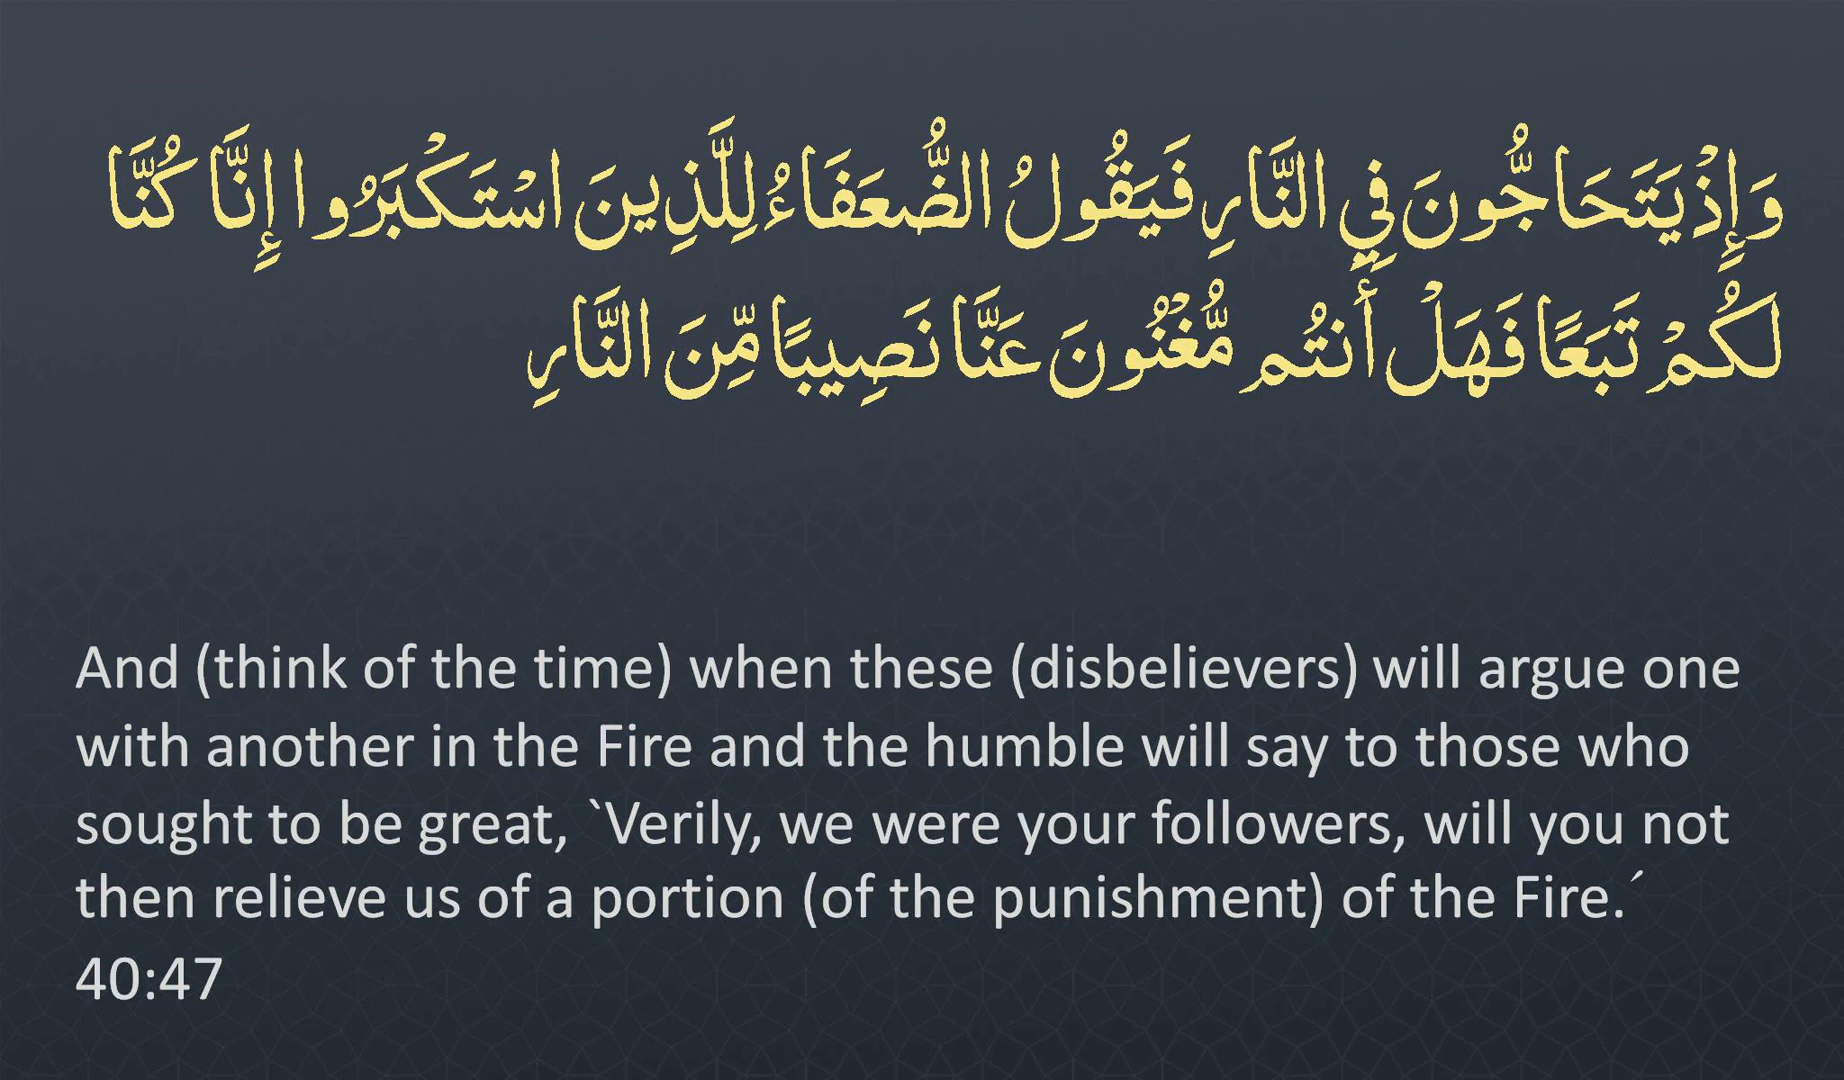 وَإِذْ يَتَحَاجُّونَ فِي النَّارِ فَيَقُولُ الضُّعَفَاءُ لِلَّذِينَ اسْتَكْبَرُوا إِنَّا كُنَّا
لَكُمْ تَبَعًا فَهَلْ أَنتُم مُّغْنُونَ عَنَّا نَصِيبًا مِّنَ النَّارِ
And (think of the time) when these (disbelievers) will argue one
with another in the Fire and the humble will say to those who
sought to be great, `Verily, we were your followers, will you not
then relieve us of a portion (of the punishment) of the Fire.´
40:47